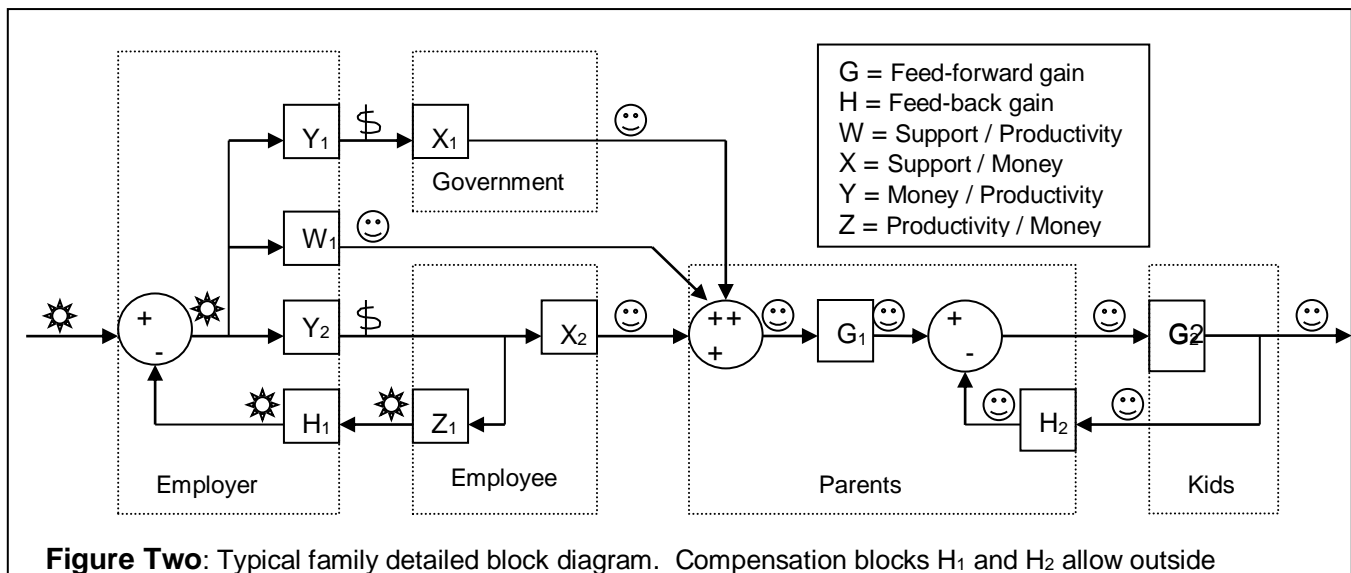 G = Feed-forward gain
H = Feed-back gain
W = Support / Productivity
X = Support / Money
Y = Money / Productivity
Z = Productivity / Money
Y₁ $ X₁
Government
W₁
+ -
Y₂ $ X₂
++
+
G₁
+
-
G2
H₁ Z₁
H₂
Employer Employee Parents Kids
Figure Two: Typical family detailed block diagram. Compensation blocks H₁ and H₂ allow outside